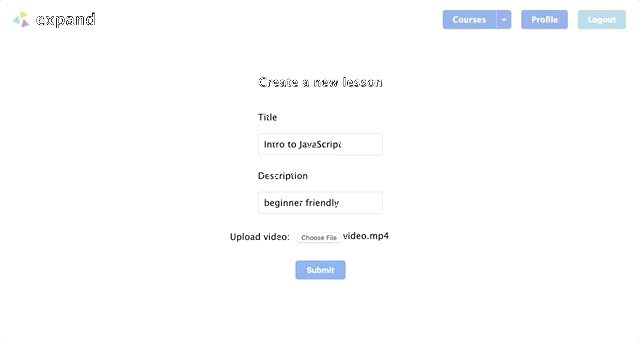 expand
Courses
Profile
Logout
Create a new lesson
Title
Intro to JavaScript
Description
beginner friendly
Upload video: Choose File video.mp4
Submit